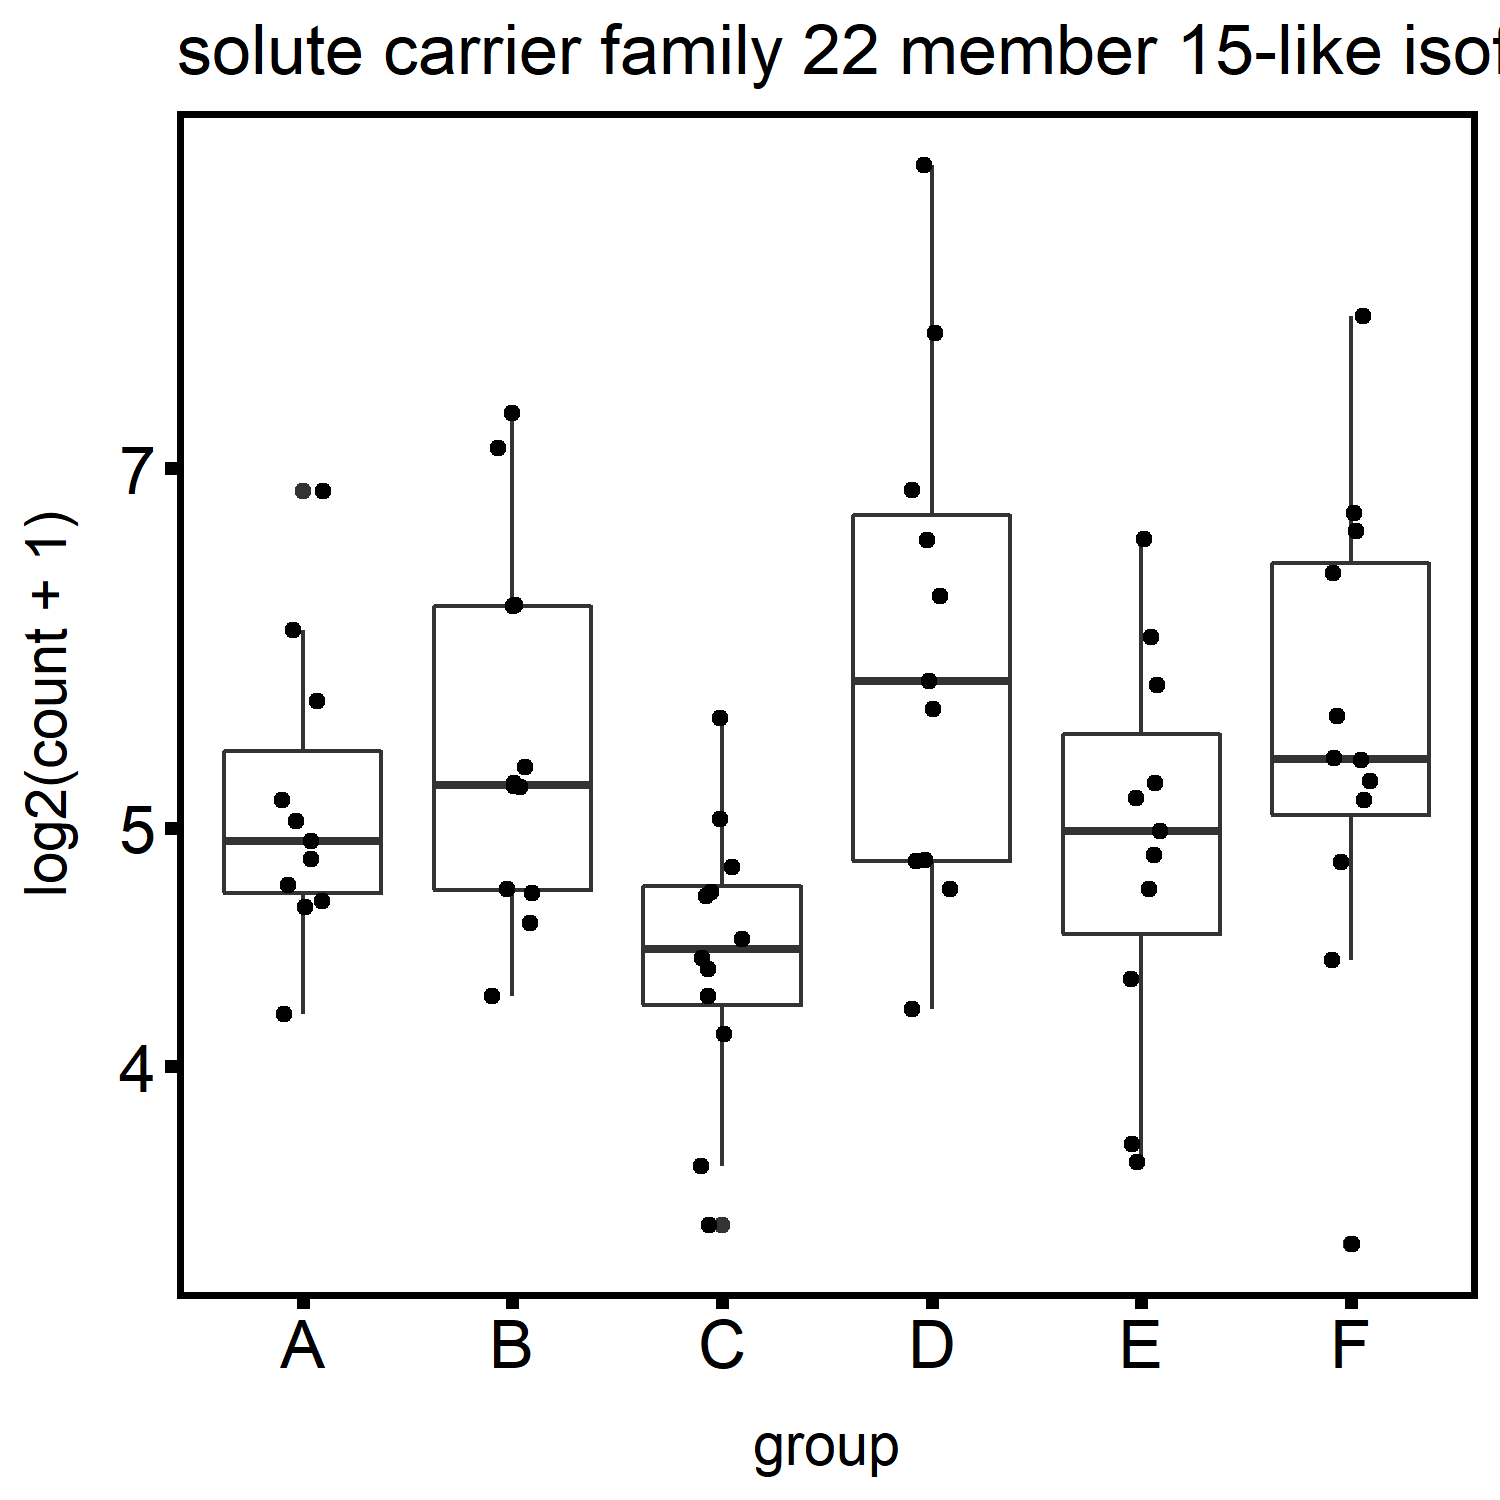 solute carrier family 22 member 15-like isof
log2(count + 1)
7
5
4
A B C D E F
group